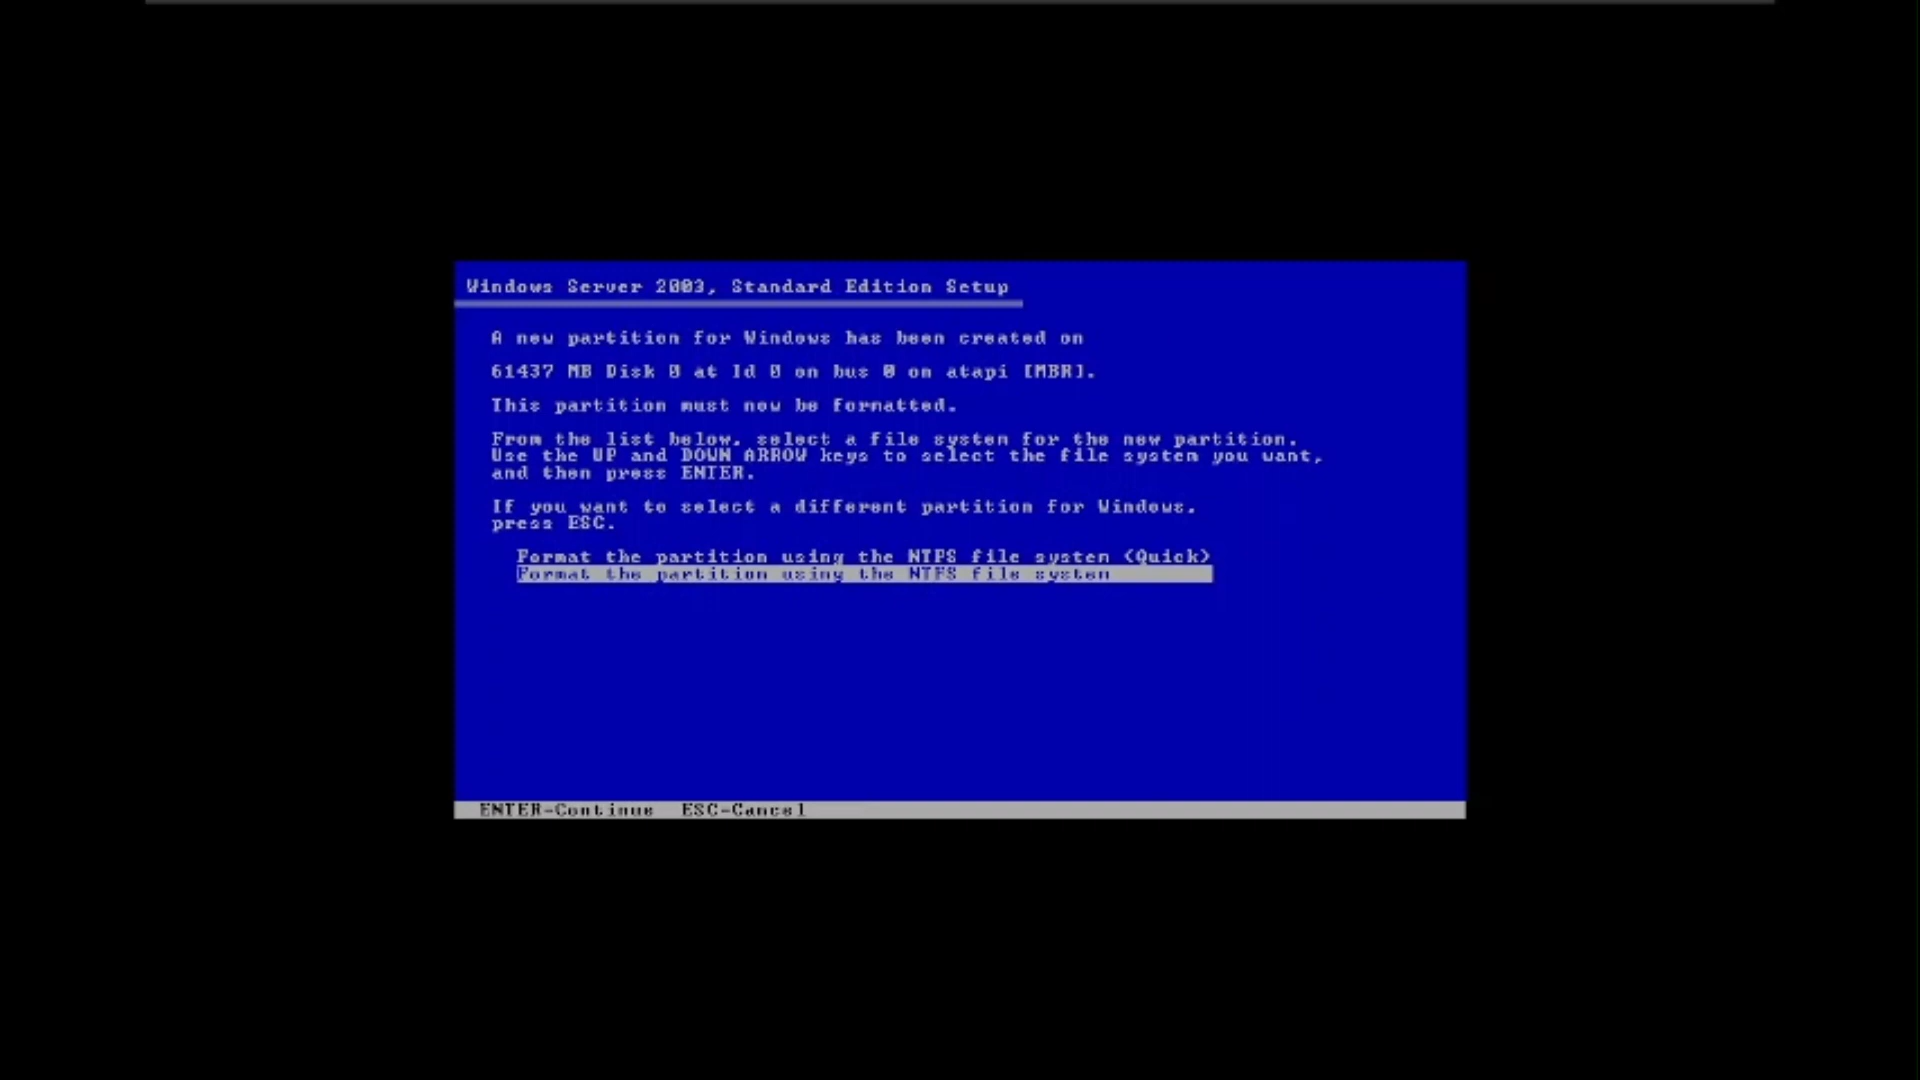 Windows Server 2003, Standard Edition Setup
A new partition for Windows has been created on
61437 MB Disk 0 at Id 0 on bus 0 on atapi [MBR].
This partition must now be formatted.
From the list below, select a file system for the new partition.
Use the UP and DOWN ARROW keys to select the file system you want,
and then press ENTER.
If you want to select a different partition for Windows,
press ESC.
Format the partition using the NTFS file system (Quick)
Format the partition using the NTFS file system
ENTER=Continue ESC=Cancel